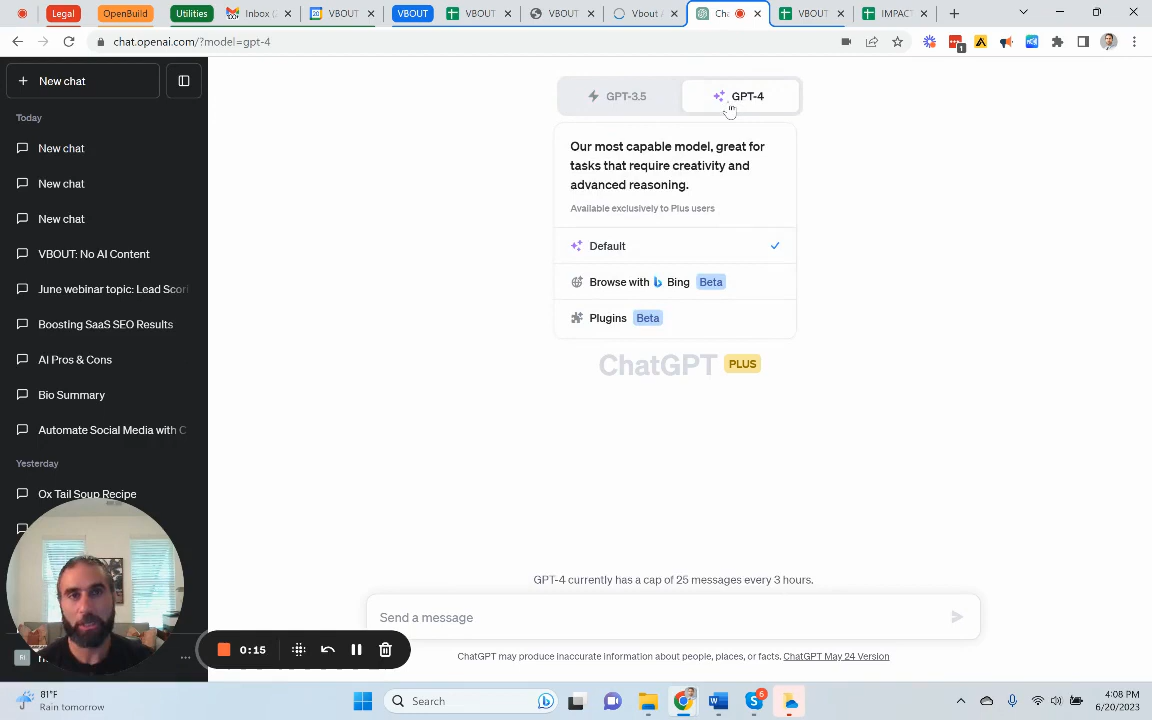 Legal
OpenBuild
Utilities
Inbox (
VBOUT
VBOUT
VBOUT
VBOUT
Vbout /
Ch
VBOUT
IMPACT
chat.openai.com/?model=gpt-4
1
New chat
GPT-3.5
GPT-4
Today
New chat
New chat
New chat
VBOUT: No AI Content
June webinar topic: Lead Scori
Boosting SaaS SEO Results
AI Pros & Cons
Bio Summary
Automate Social Media with C
Yesterday
Ox Tail Soup Recipe
Our most capable model, great for
tasks that require creativity and
advanced reasoning.
Available exclusively to Plus users
Default
Browse with Bing Beta
Plugins Beta
ChatGPT PLUS
GPT-4 currently has a cap of 25 messages every 3 hours.
Send a message
RI
0:15
ChatGPT may produce inaccurate information about people, places, or facts. ChatGPT May 24 Version
81°F
Rain tomorrow
Search
6
4:08 PM
6/20/2023